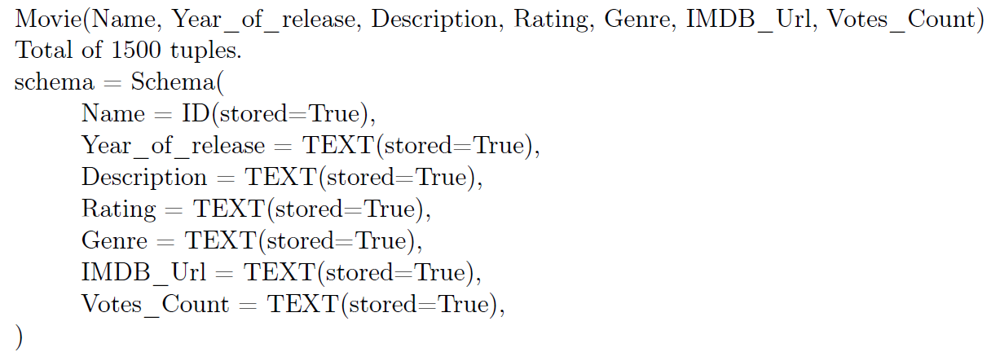 Movie(Name, Year_of_release, Description, Rating, Genre, IMDB_Url, Votes_Count)
Total of 1500 tuples.
schema = Schema(
Name = ID(stored=True),
Year_of_release = TEXT(stored=True),
Description = TEXT(stored=True),
Rating = TEXT(stored=True),
Genre = TEXT(stored=True),
IMDB_Url = TEXT(stored=True),
Votes_Count = TEXT(stored=True),
)